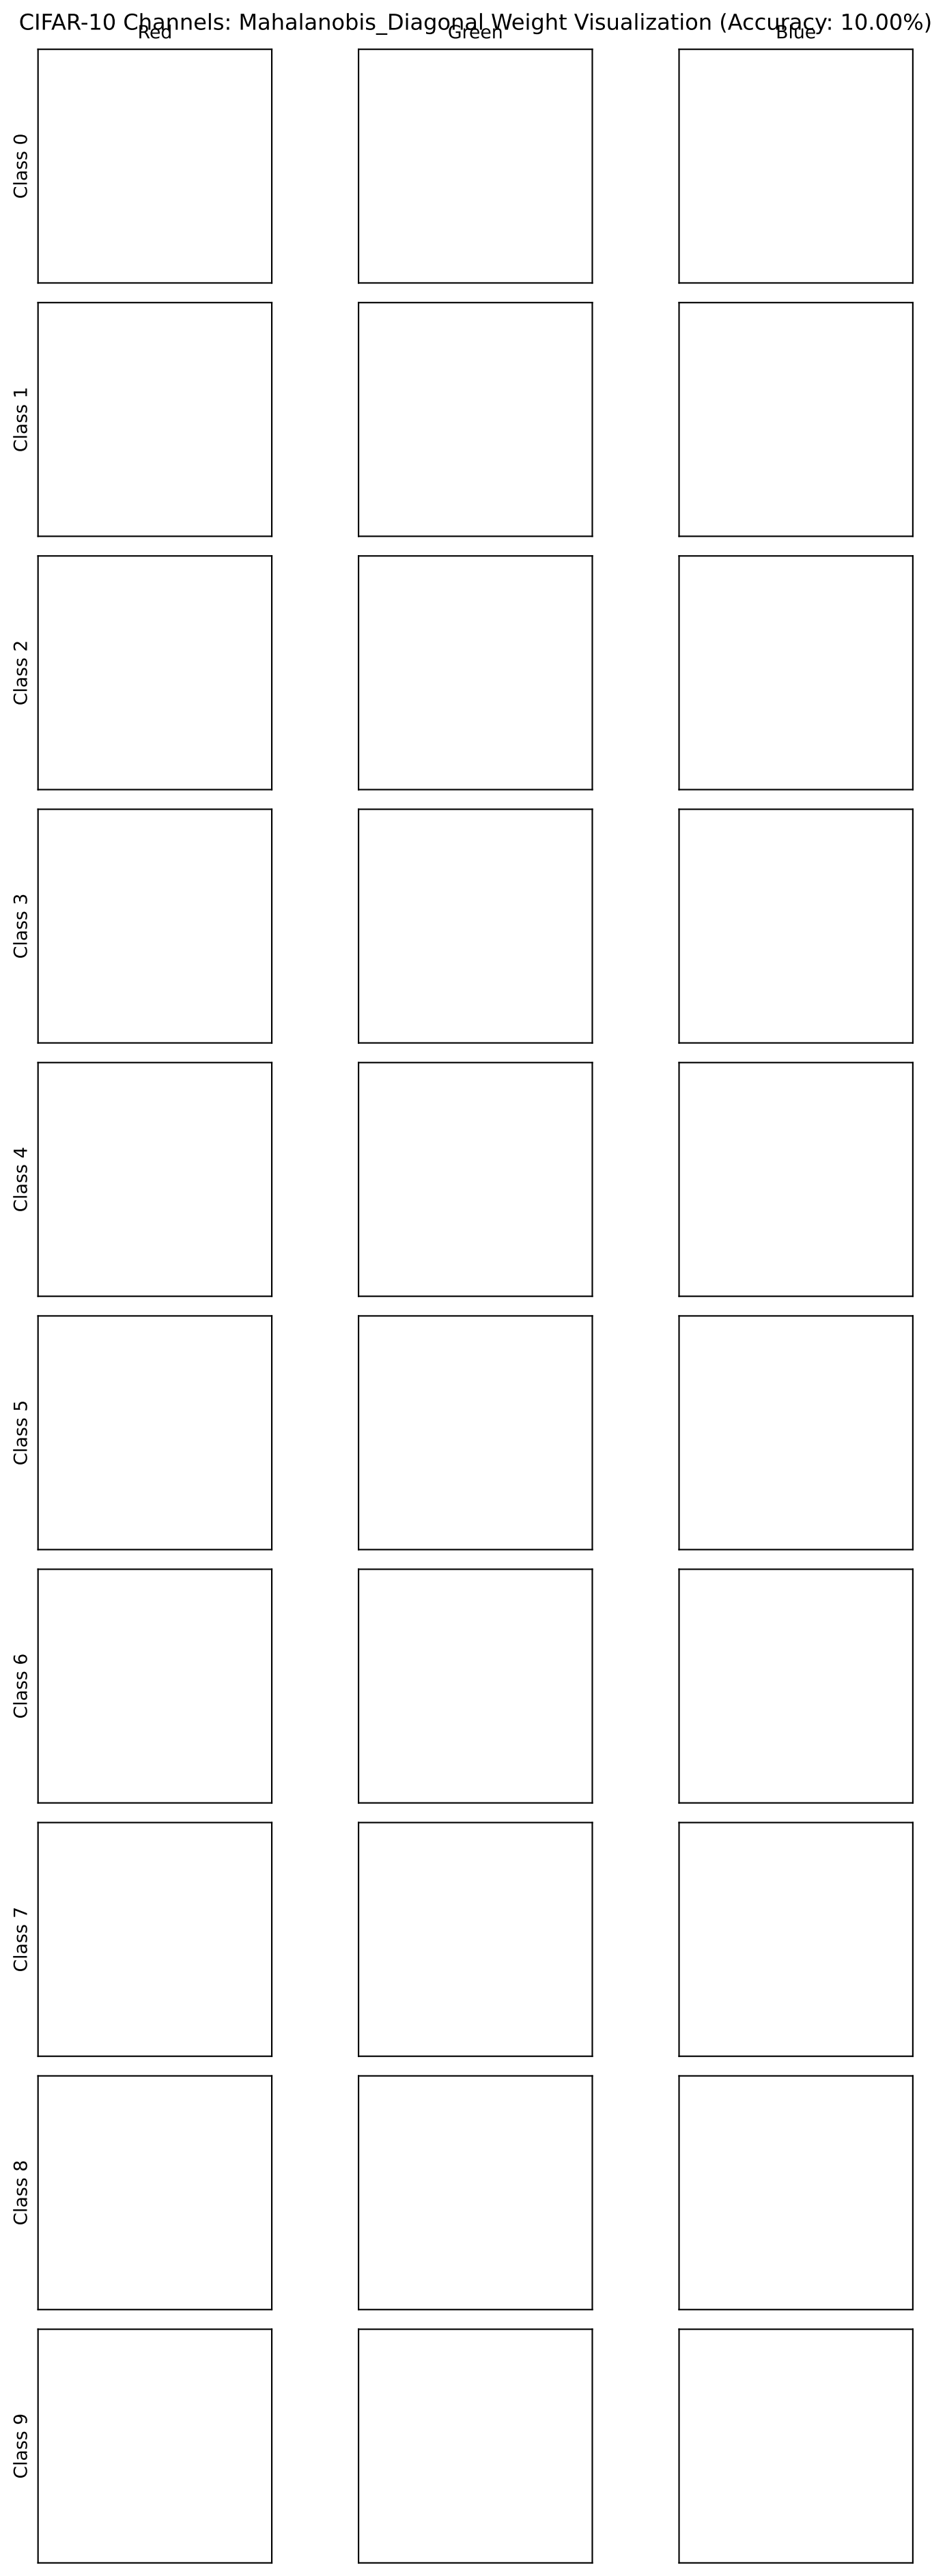 CIFAR-10 Channels: Mahalanobis_Diagonal Weight Visualization (Accuracy: 10.00%)
Red Green Blue
Class 0
Class 1
Class 2
Class 3
Class 4
Class 5
Class 6
Class 7
Class 8
Class 9